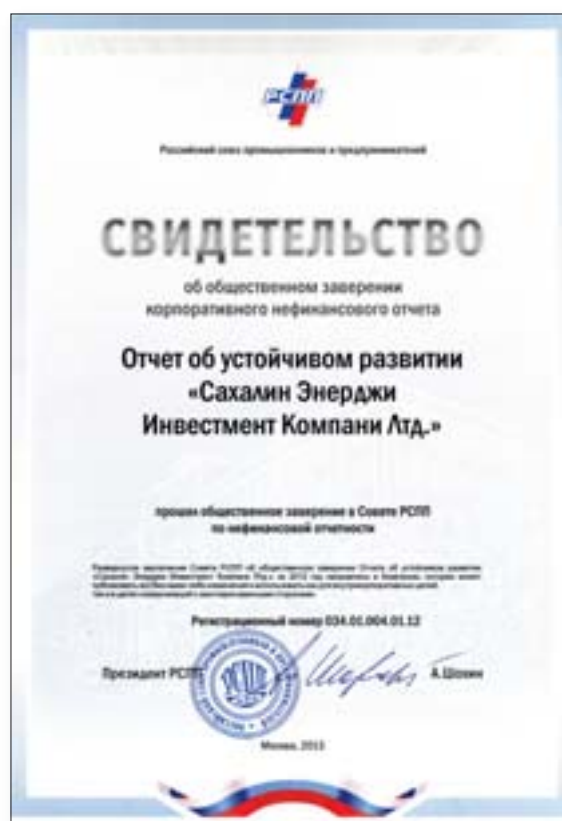 РСПП
Российский союз промышленников и предпринимателей
СВИДЕТЕЛЬСТВО
об общественном заверении
корпоративного нефинансового отчета
Отчет об устойчивом развитии
«Сахалин Энерджи
Инвестмент Компани Лтд.»
прошел общественное заверение в Совете РСПП
по нефинансовой отчетности
Регистрационный номер 034.01.004.01.12
Президент РСПП
А.Шохин
Москва, 2013